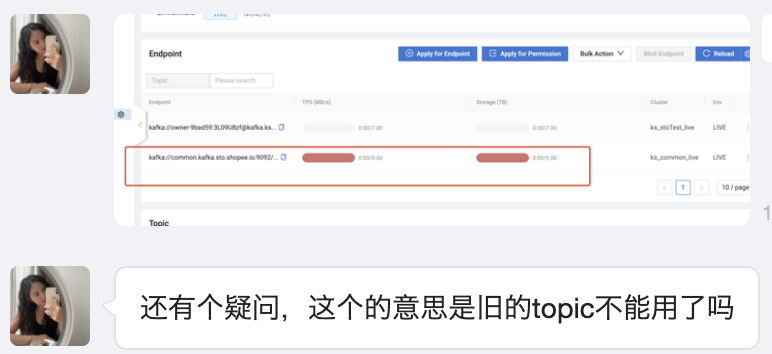 LIVE
NONLIVE
Endpoint
Apply for Endpoint
Apply for Permission
Bulk Action
Bind Endpoint
Reload
Topic
Please search
Endpoint
TPS (MB/s)
Storage (TB)
Cluster
Env
kafka://owner-9bad59:3L09U8zf@kafka.ks...
0.00/7.00
0.00/7.00
ks_stoTest_live
LIVE
kafka://common.kafka.sto.shopee.io:9092/...
0.00/0.00
0.00/0.00
ks_common_live
LIVE
1
10 / page
Topic
1
还有个疑问，这个的意思是旧的topic不能用了吗